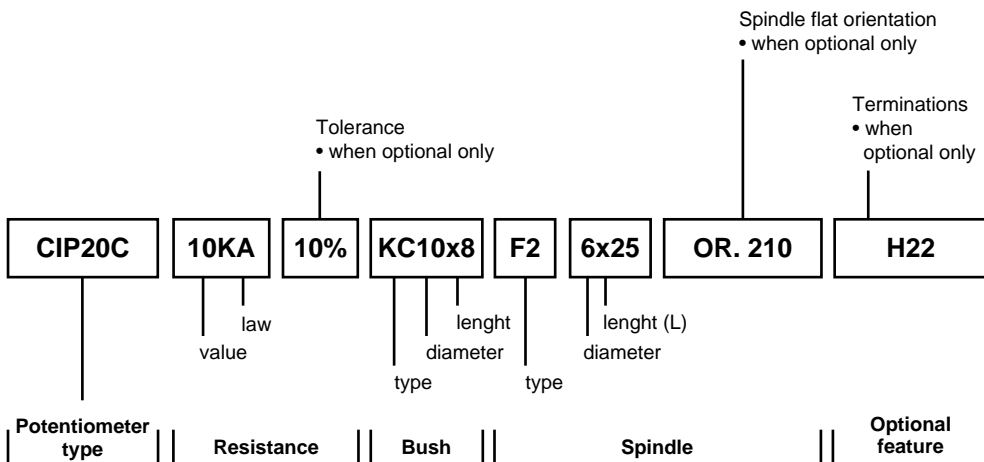 Spindle flat orientation
• when optional only
Terminations
• when
optional only
Tolerance
• when optional only
CIP20C
10KA
10%
KC10x8
F2
6x25
OR. 210
H22
law
value
lenght
diameter
type
type
lenght (L)
diameter
Potentiometer
type
Resistance
Bush
Spindle
Optional
feature